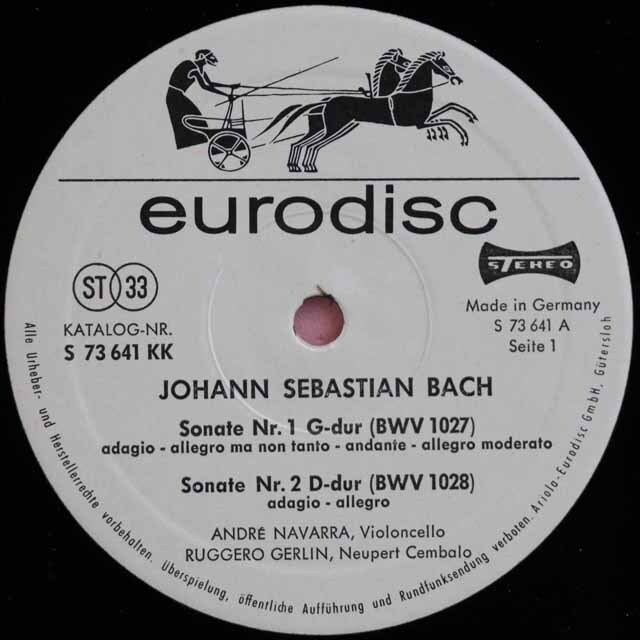 eurodisc
STEREO
ST 33
Made in Germany
KATALOG-NR.
S 73 641 A
S 73 641 KK
Seite 1
JOHANN SEBASTIAN BACH
Sonate Nr. 1 G-dur (BWV 1027)
adagio - allegro ma non tanto - andante - allegro moderato
Sonate Nr. 2 D-dur (BWV 1028)
adagio - allegro
ANDRÉ NAVARRA, Violoncello
RUGGERO GERLIN, Neupert Cembalo
Alle Urheber- und Herstellerrechte vorbehalten. Überspielung, öffentliche Aufführung und Rundfunksendung verboten. Ariola-Eurodisc GmbH, Gütersloh